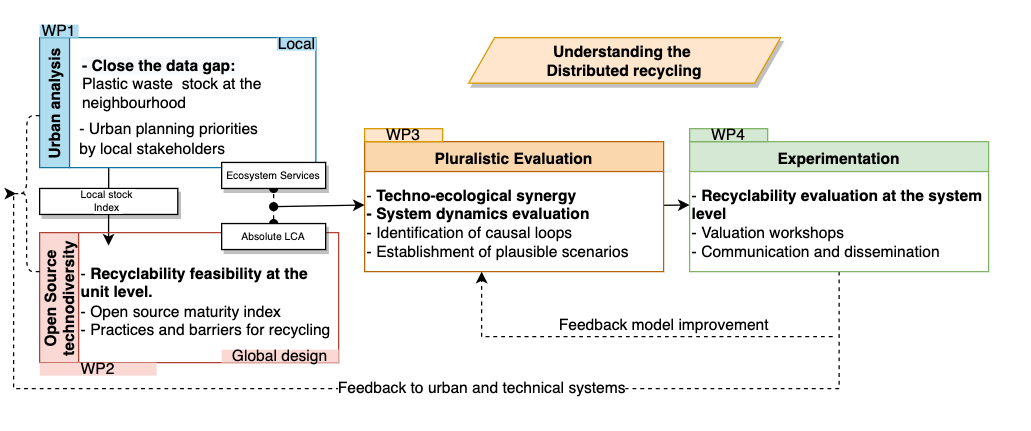 WP1
Local
Urban analysis
- Close the data gap:
Plastic waste stock at the
neighbourhood
- Urban planning priorities
by local stakeholders
Understanding the
Distributed recycling
Ecosystem Services
Local stock
Index
Absolute LCA
Open Source
technodiversity
- Recyclability feasibility at the
unit level.
- Open source maturity index
- Practices and barriers for recycling
Global design
WP2
WP3
Pluralistic Evaluation
- Techno-ecological synergy
- System dynamics evaluation
- Identification of causal loops
- Establishment of plausible scenarios
WP4
Experimentation
- Recyclability evaluation at the system
level
- Valuation workshops
- Communication and dissemination
Feedback model improvement
Feedback to urban and technical systems